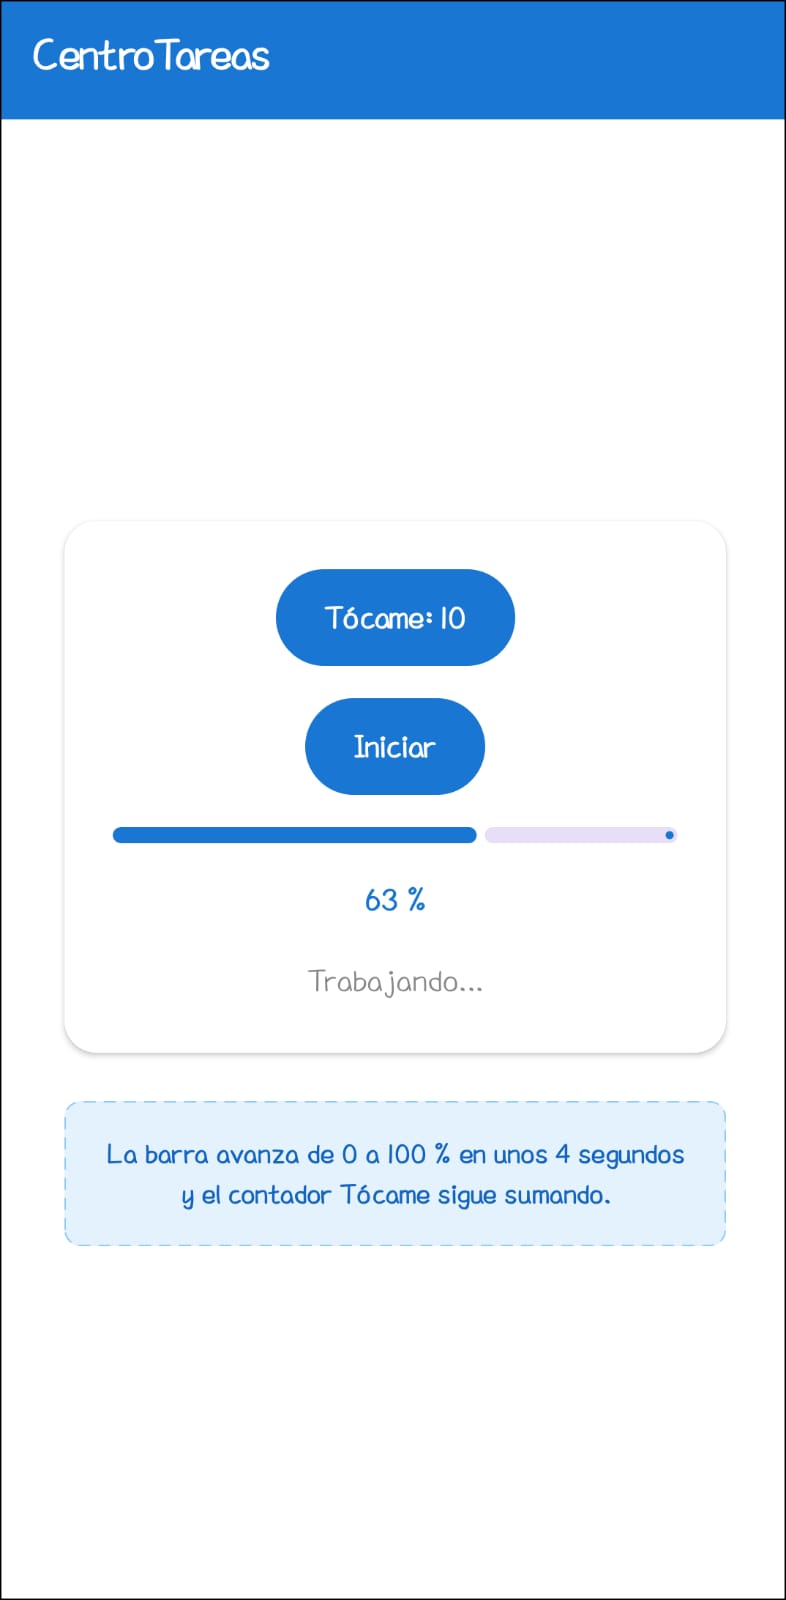 CentroTareas
Tócame: 10
Iniciar
63 %
Trabajando...
La barra avanza de 0 a 100 % en unos 4 segundos
y el contador Tócame sigue sumando.